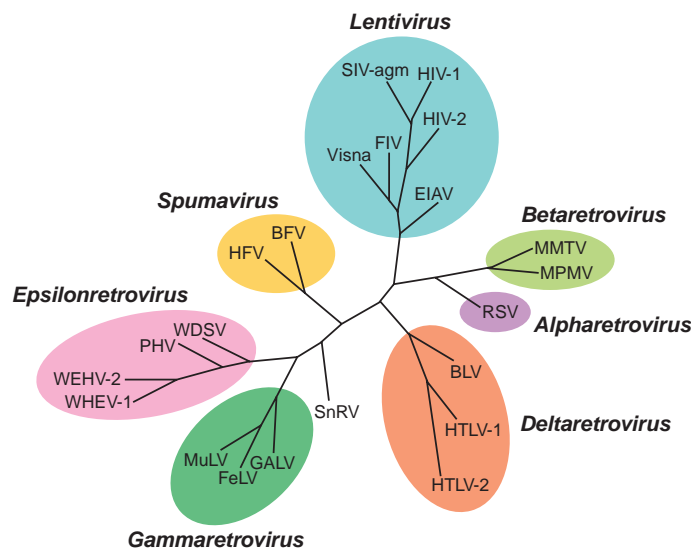 Lentivirus
SIV-agm
HIV-1
HIV-2
FIV
Visna
EIAV
Spumavirus
BFV
HFV
Betaretrovirus
MMTV
MPMV
RSV
Alpharetrovirus
Epsilonretrovirus
WDSV
PHV
WEHV-2
WHEV-1
SnRV
BLV
HTLV-1
HTLV-2
Deltaretrovirus
MuLV
FeLV
GALV
Gammaretrovirus